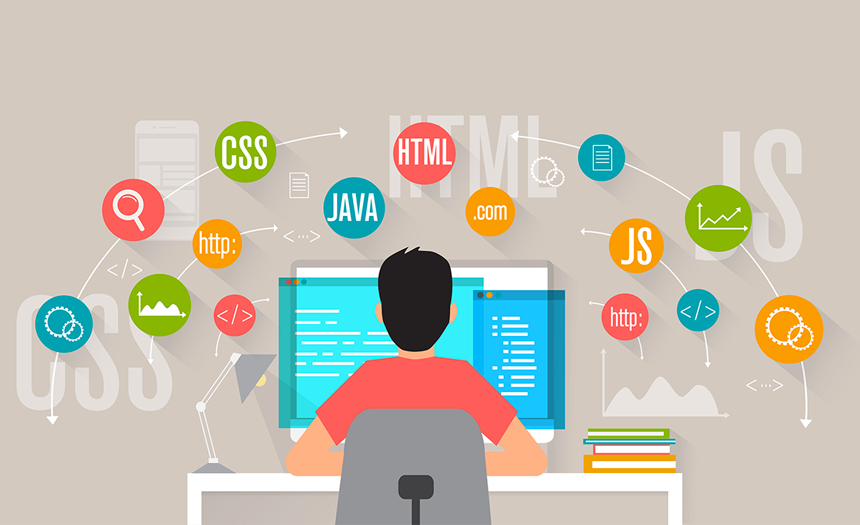 HTML
JS
CSS
HTML
JAVA
.com
http:
JS
</>
<...>
</>
</>
http:
CSS
<...>